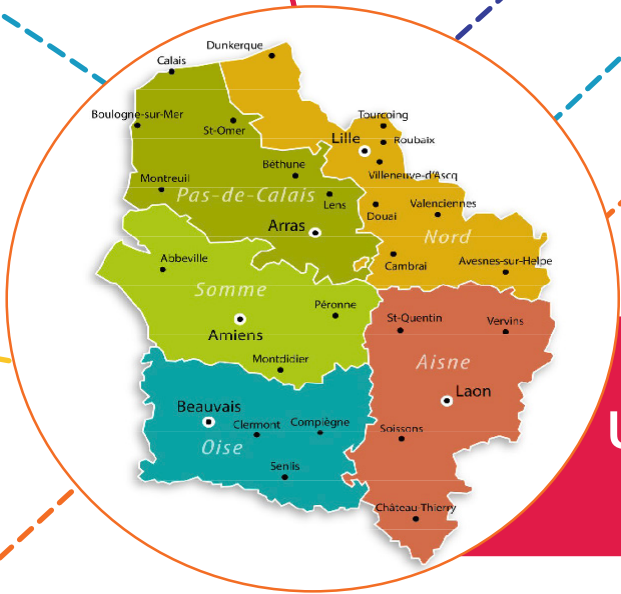 Dunkerque
Calais
Boulogne-sur-Mer
St-Omer
Tourcoing
Lille
Roubaix
Béthune
Villeneuve-d'Ascq
Montreuil
Pas-de-Calais
Lens
Douai
Valenciennes
Arras
Nord
Abbeville
Cambrai
Avesnes-sur-Helpe
Somme
Péronne
St-Quentin
Vervins
Amiens
Montdidier
Aisne
Laon
Beauvais
Clermont
Compiègne
Soissons
Oise
Senlis
Château-Thierry